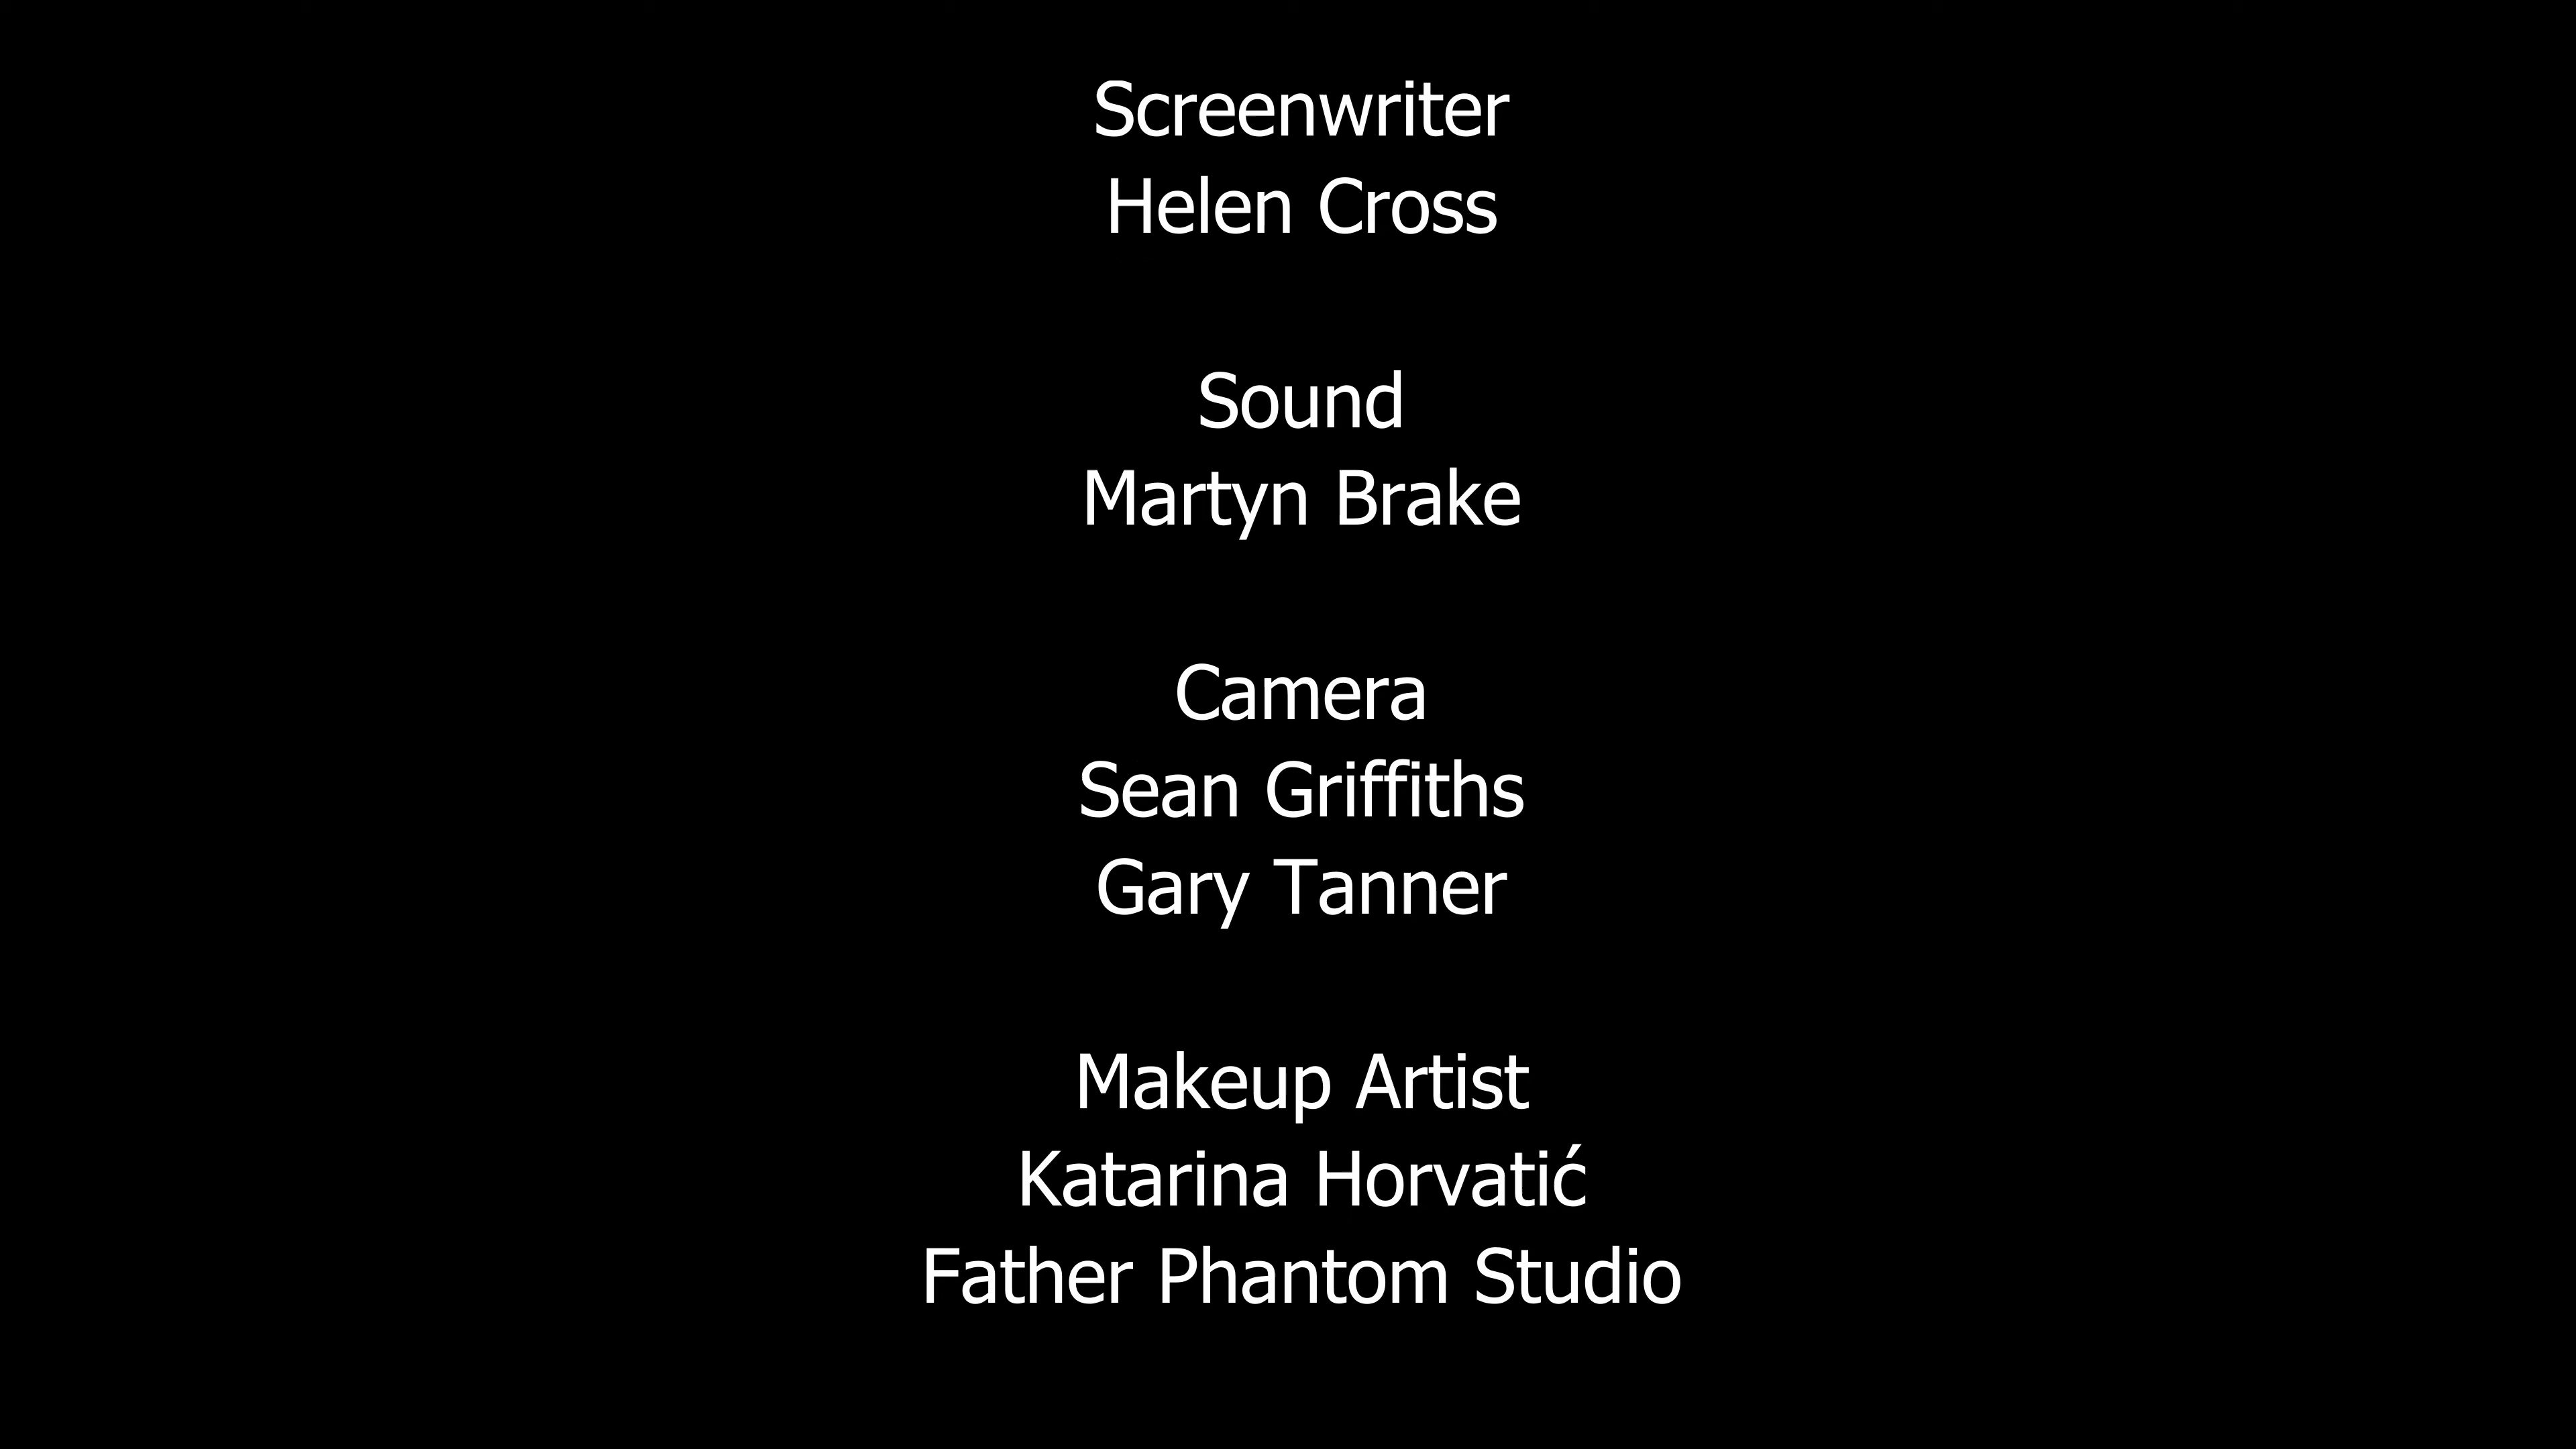 Screenwriter
Helen Cross
Sound
Martyn Brake
Camera
Sean Griffiths
Gary Tanner
Makeup Artist
Katarina Horvatić
Father Phantom Studio